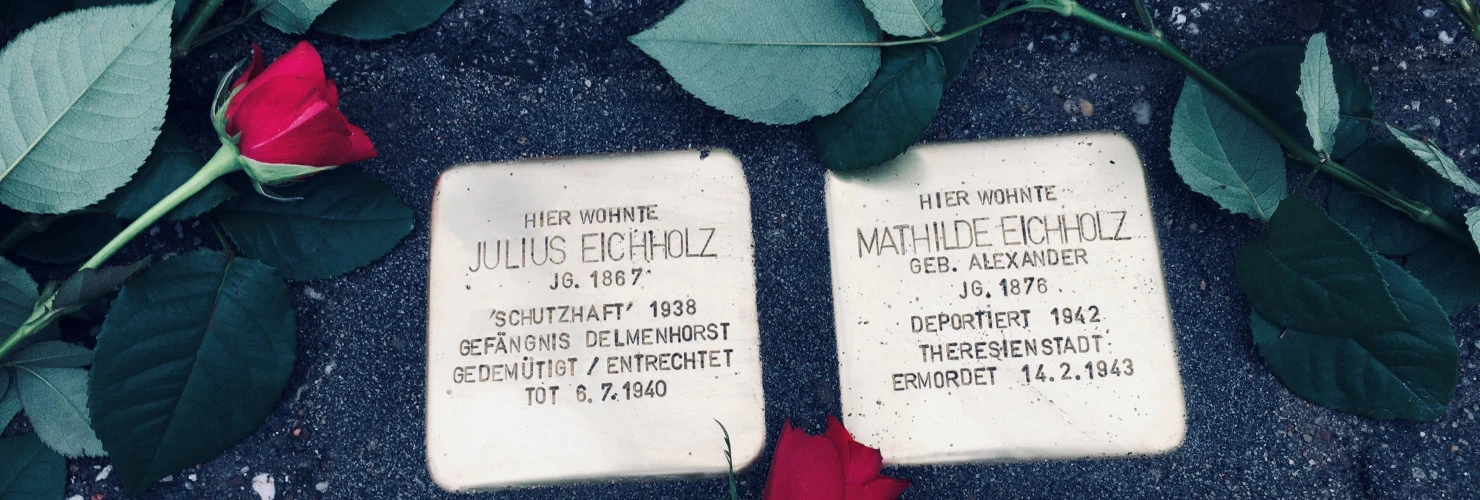 HIER WOHNTE
JULIUS EICHHOLZ
JG. 1867
'SCHUTZHAFT' 1938
GEFÄNGNIS DELMENHORST
GEDEMÜTIGT / ENTRECHTET
TOT 6.7.1940
HIER WOHNTE
MATHILDE EICHHOLZ
GEB. ALEXANDER
JG. 1876
DEPORTIERT 1942
THERESIENSTADT
ERMORDET 14.2.1943